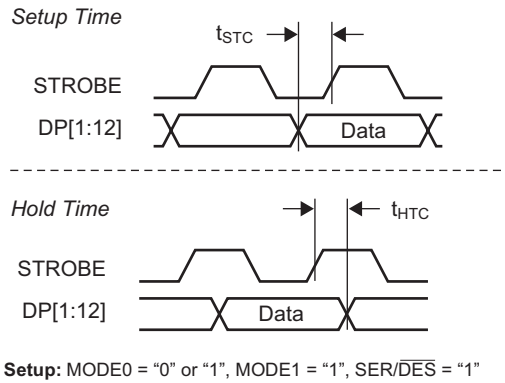 Setup Time
tSTC
STROBE
DP[1:12]
Data
Hold Time
tHTC
STROBE
DP[1:12]
Data
Setup: MODE0 = “0” or “1”, MODE1 = “1”, SER/D̅E̅S̅ = “1”